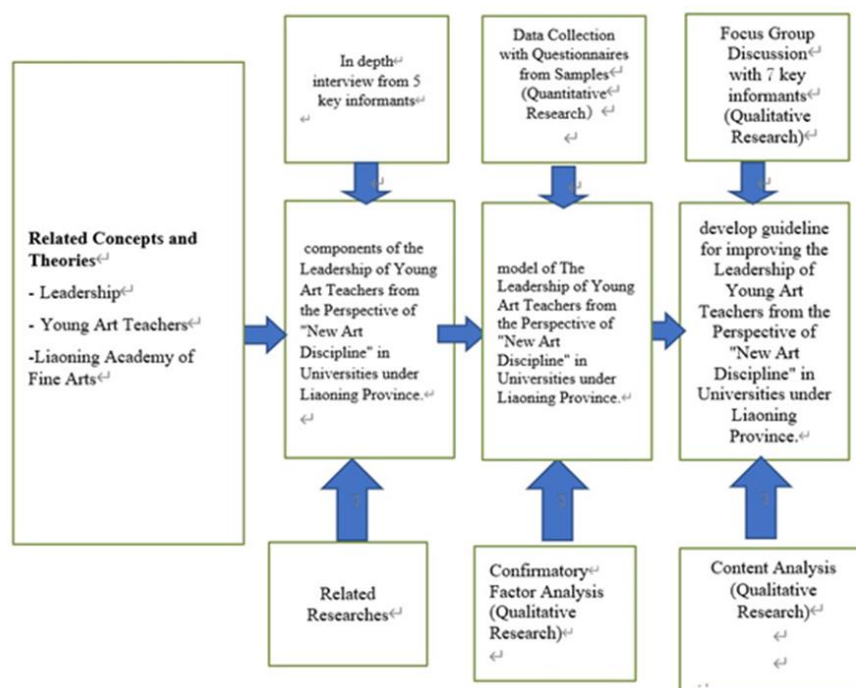 Related Concepts and
Theories↵
- Leadership↵
- Young Art Teachers↵
-Liaoning Academy of
Fine Arts↵
In depth↵
interview from 5
key informants↵
↵
Data Collection
with Questionnaires
from Samples↵
(Quantitative
Research) ↵
↵
Focus Group
Discussion
with 7 key
informants
(Qualitative
Research)↵
components of the
Leadership of Young
Art Teachers from
the Perspective of
"New Art
Discipline" in
Universities under
Liaoning Province.↵
↵
model of The
Leadership of Young
Art Teachers from
the Perspective of
"New Art
Discipline" in
Universities under
Liaoning Province.↵
develop guideline
for improving the
Leadership of
Young Art
Teachers from the
Perspective of
"New Art
Discipline" in
Universities under
Liaoning
Province.↵
Related
Researches↵
Confirmatory↵
Factor Analysis
(Qualitative
Research)↵
↵
Content Analysis
(Qualitative
Research)↵
↵
↵